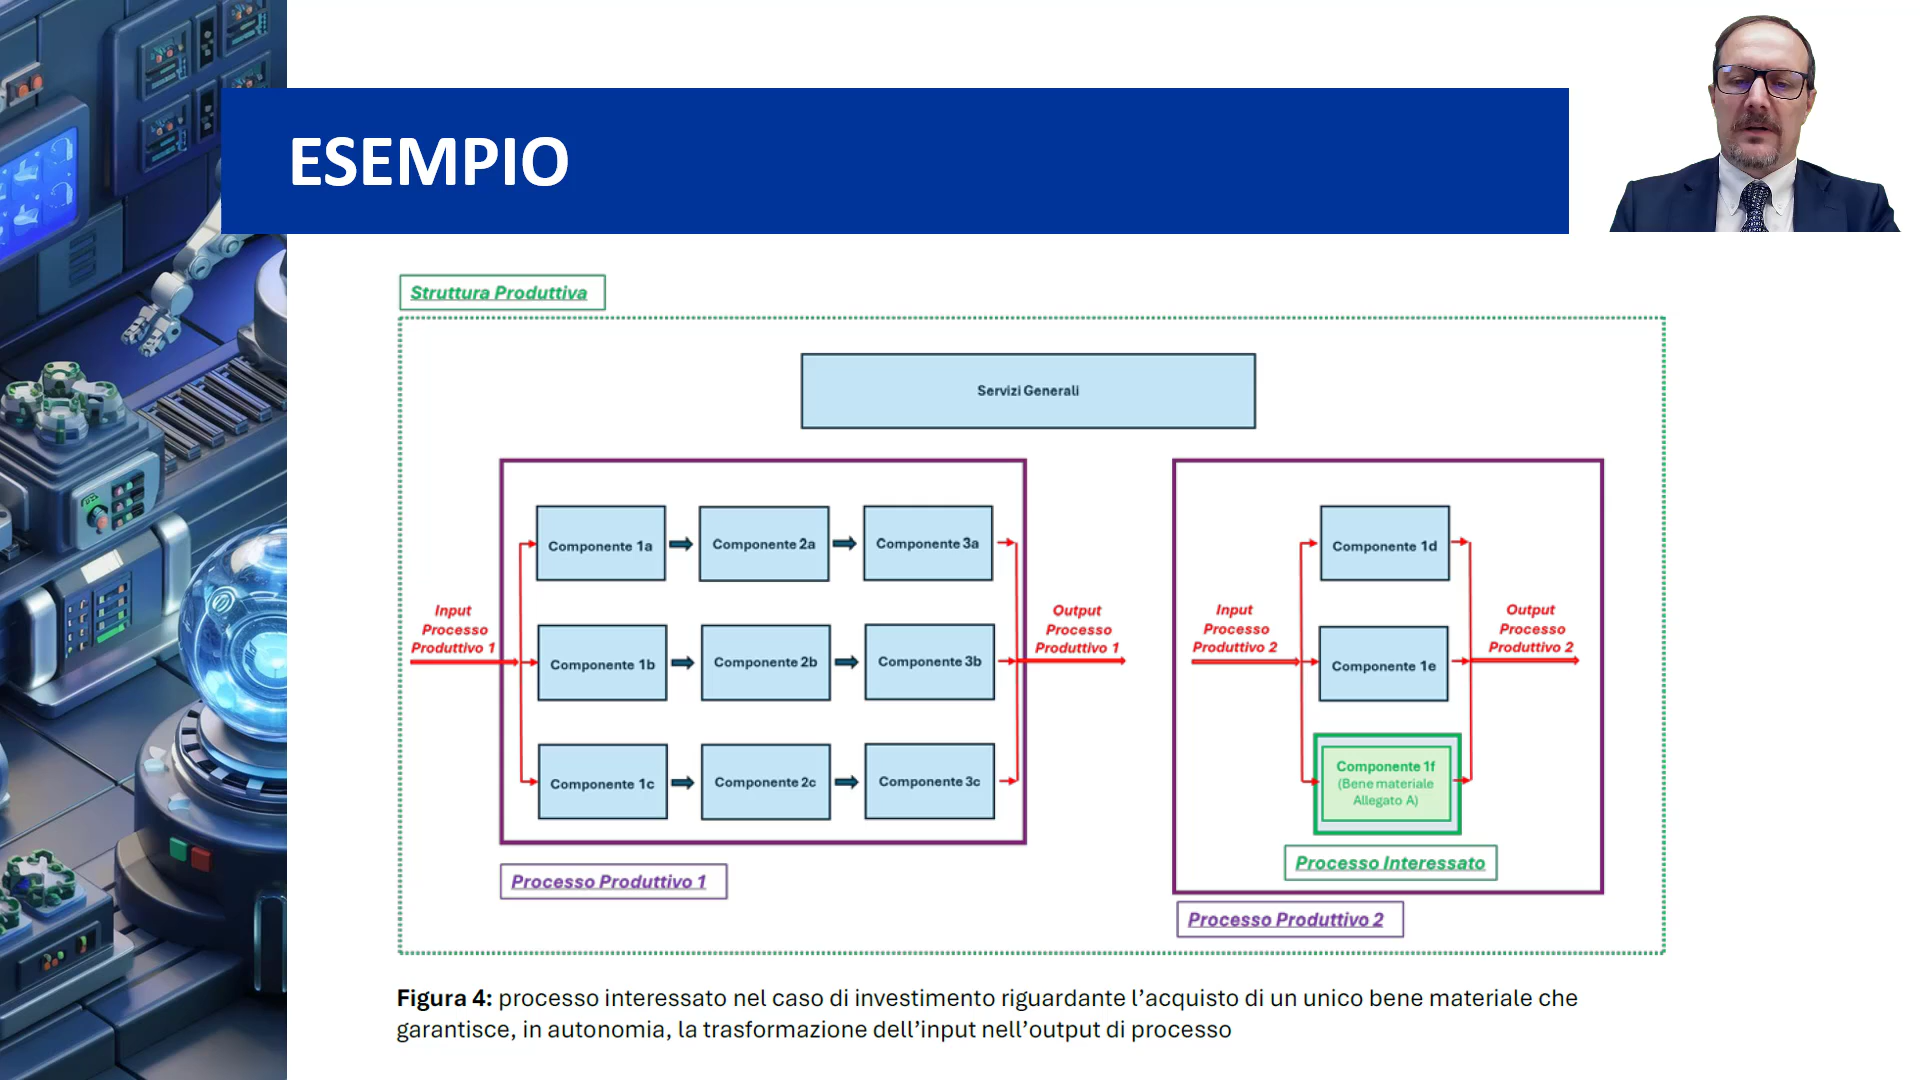 ESEMPIO
Struttura Produttiva
Servizi Generali
Input
Processo
Produttivo 1
Componente 1a
Componente 2a
Componente 3a
Componente 1b
Componente 2b
Componente 3b
Componente 1c
Componente 2c
Componente 3c
Output
Processo
Produttivo 1
Processo Produttivo 1
Input
Processo
Produttivo 2
Componente 1d
Componente 1e
Componente 1f
(Bene materiale
Allegato A)
Output
Processo
Produttivo 2
Processo Interessato
Processo Produttivo 2
Figura 4: processo interessato nel caso di investimento riguardante l’acquisto di un unico bene materiale che
garantisce, in autonomia, la trasformazione dell’input nell’output di processo